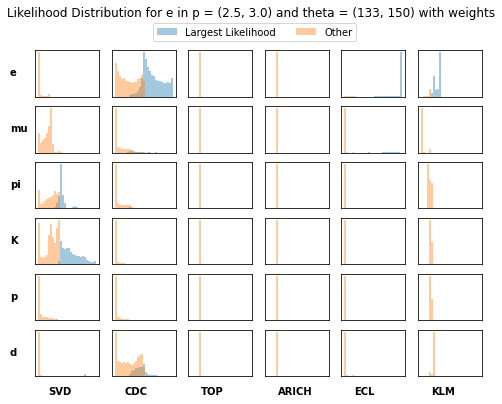 Likelihood Distribution for e in p = (2.5, 3.0) and theta = (133, 150) with weights
Largest Likelihood Other
e
mu
pi
K
p
d
SVD CDC TOP ARICH ECL KLM